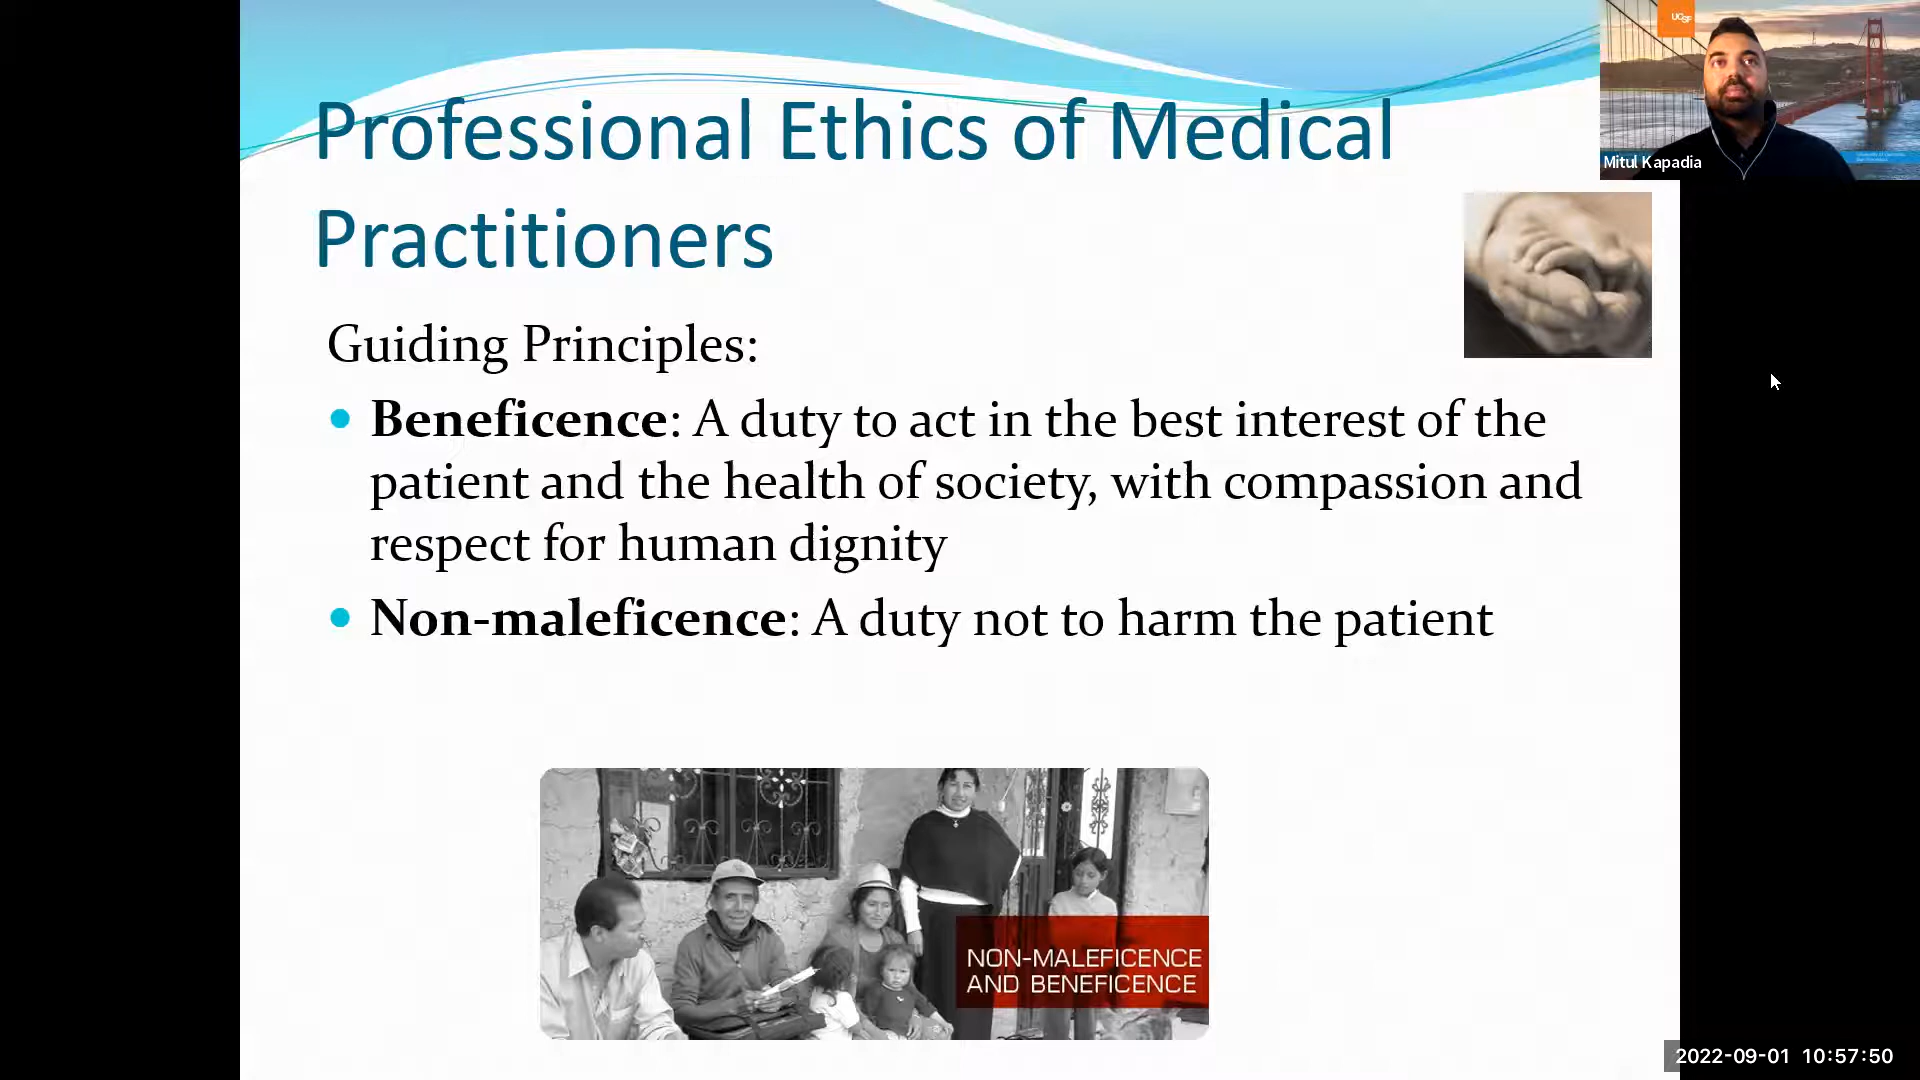 Professional Ethics of Medical
Practitioners
UCSF
Mitul Kapadia
Guiding Principles:
• Beneficence: A duty to act in the best interest of the
patient and the health of society, with compassion and
respect for human dignity
• Non-maleficence: A duty not to harm the patient
NON-MALEFICENCE
AND BENEFICENCE
2022-09-01 10:57:50